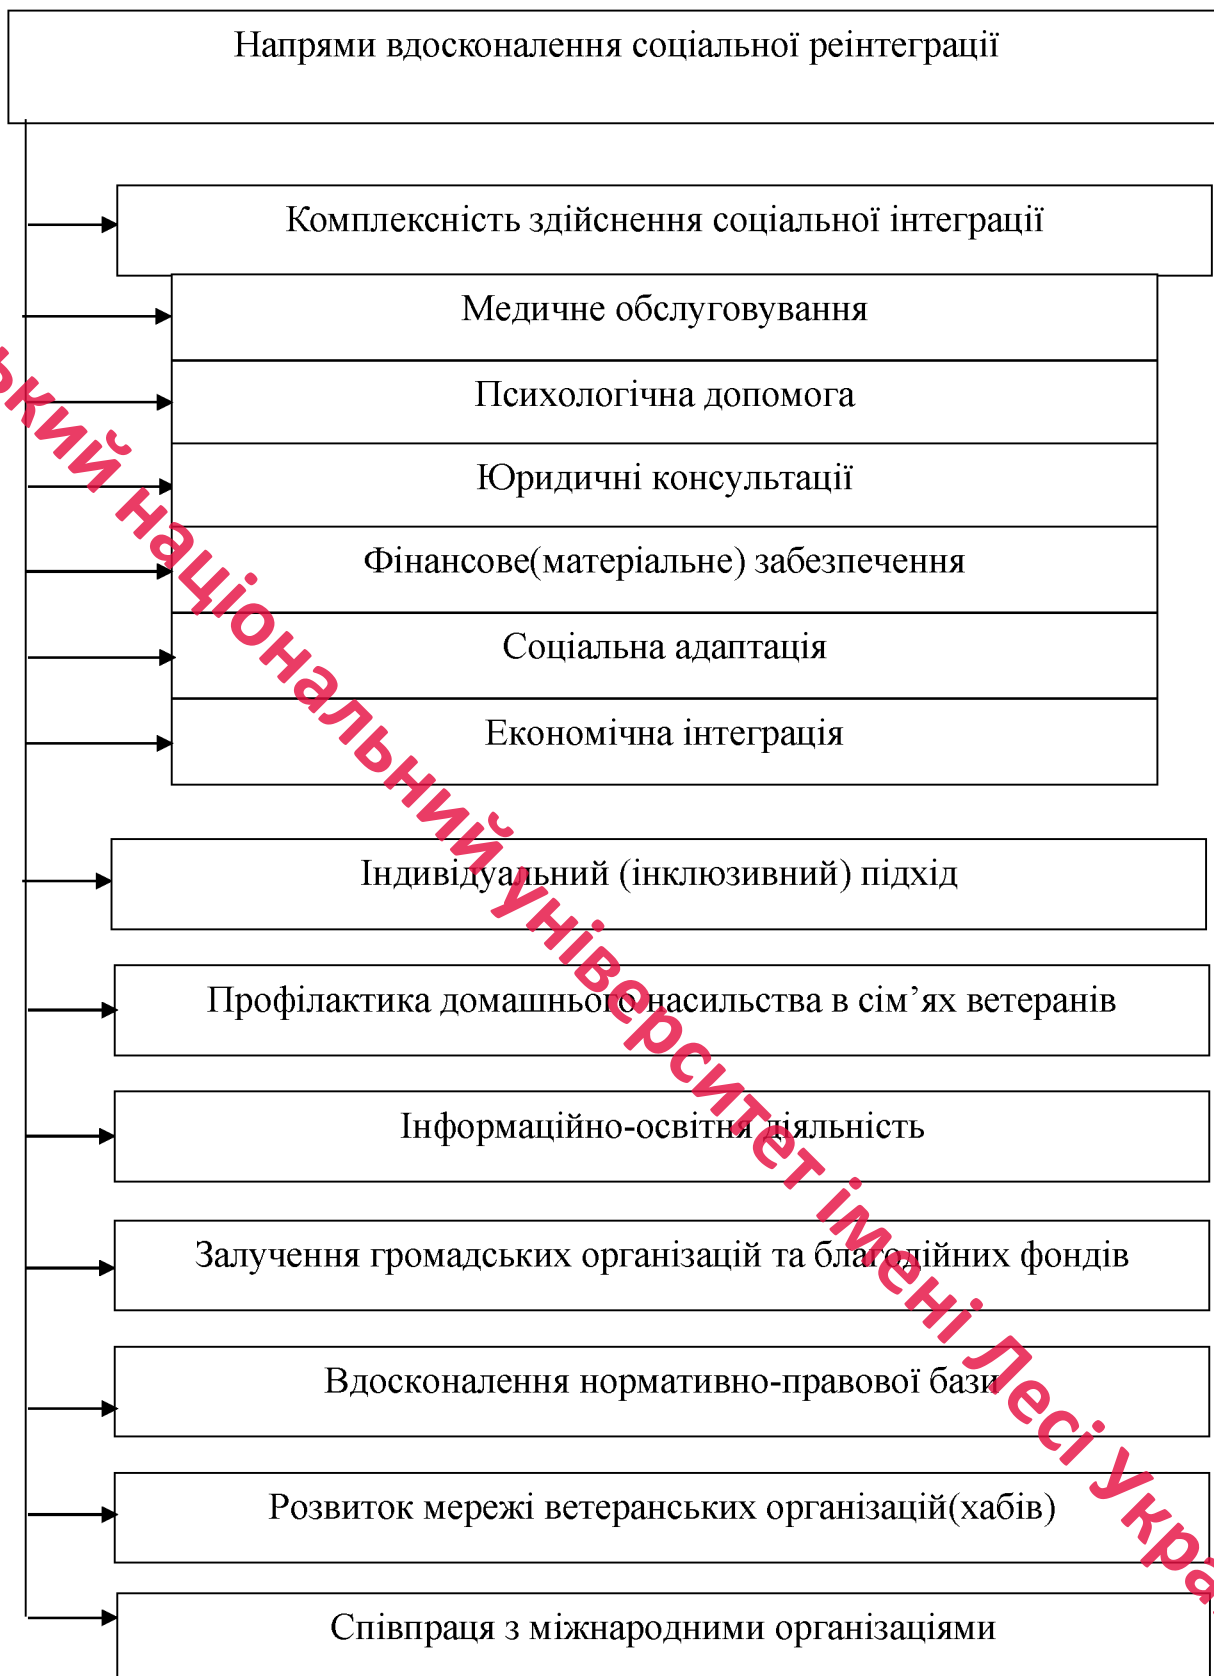 Напрями вдосконалення соціальної реінтеграції
Комплексність здійснення соціальної інтеграції
Медичне обслуговування
Психологічна допомога
Юридичні консультації
Фінансове(матеріальне) забезпечення
Соціальна адаптація
Економічна інтеграція
Індивідуальний (інклюзивний) підхід
Профілактика домашнього насильства в сім’ях ветеранів
Інформаційно-освітня діяльність
Залучення громадських організацій та благодійних фондів
Вдосконалення нормативно-правової бази
Розвиток мережі ветеранських організацій(хабів)
Співпраця з міжнародними організаціями
національний університет імені Лесі